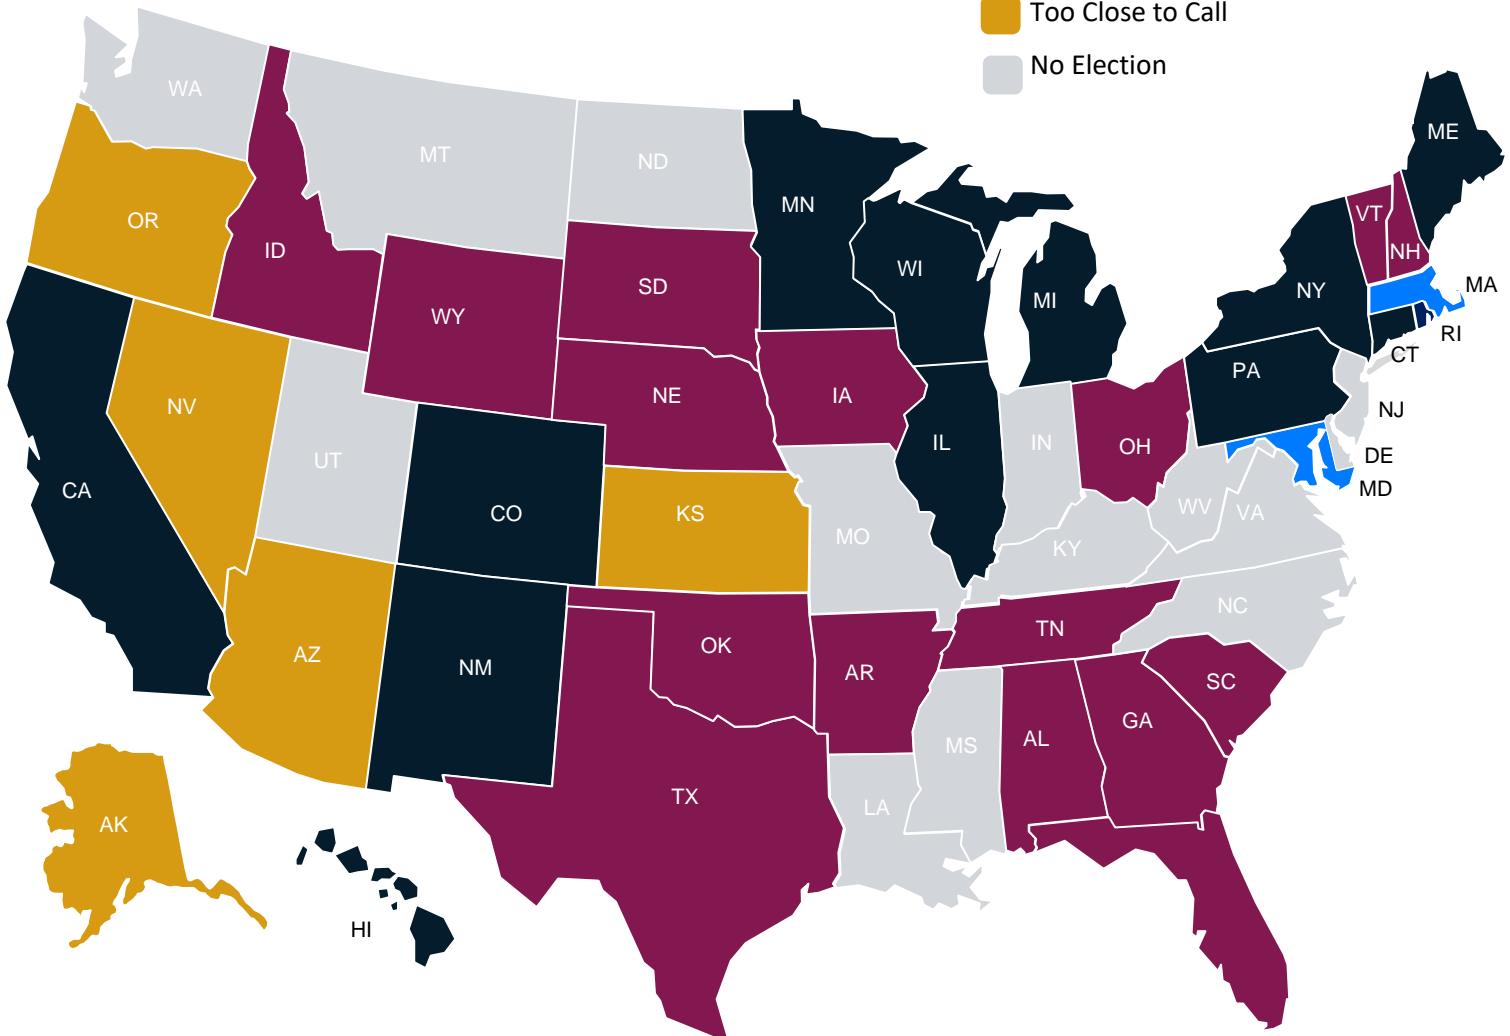 Too Close to Call
No Election
WA
MT
ND
MN
ME
OR
ID
WY
SD
WI
MI
NY
VT
NH
MA
RI
CT
PA
NJ
DE
MD
NV
UT
CA
CO
NE
KS
IA
IL
IN
OH
WV
VA
MO
KY
NC
TN
AZ
NM
OK
AR
SC
GA
AL
MS
LA
TX
AK
HI